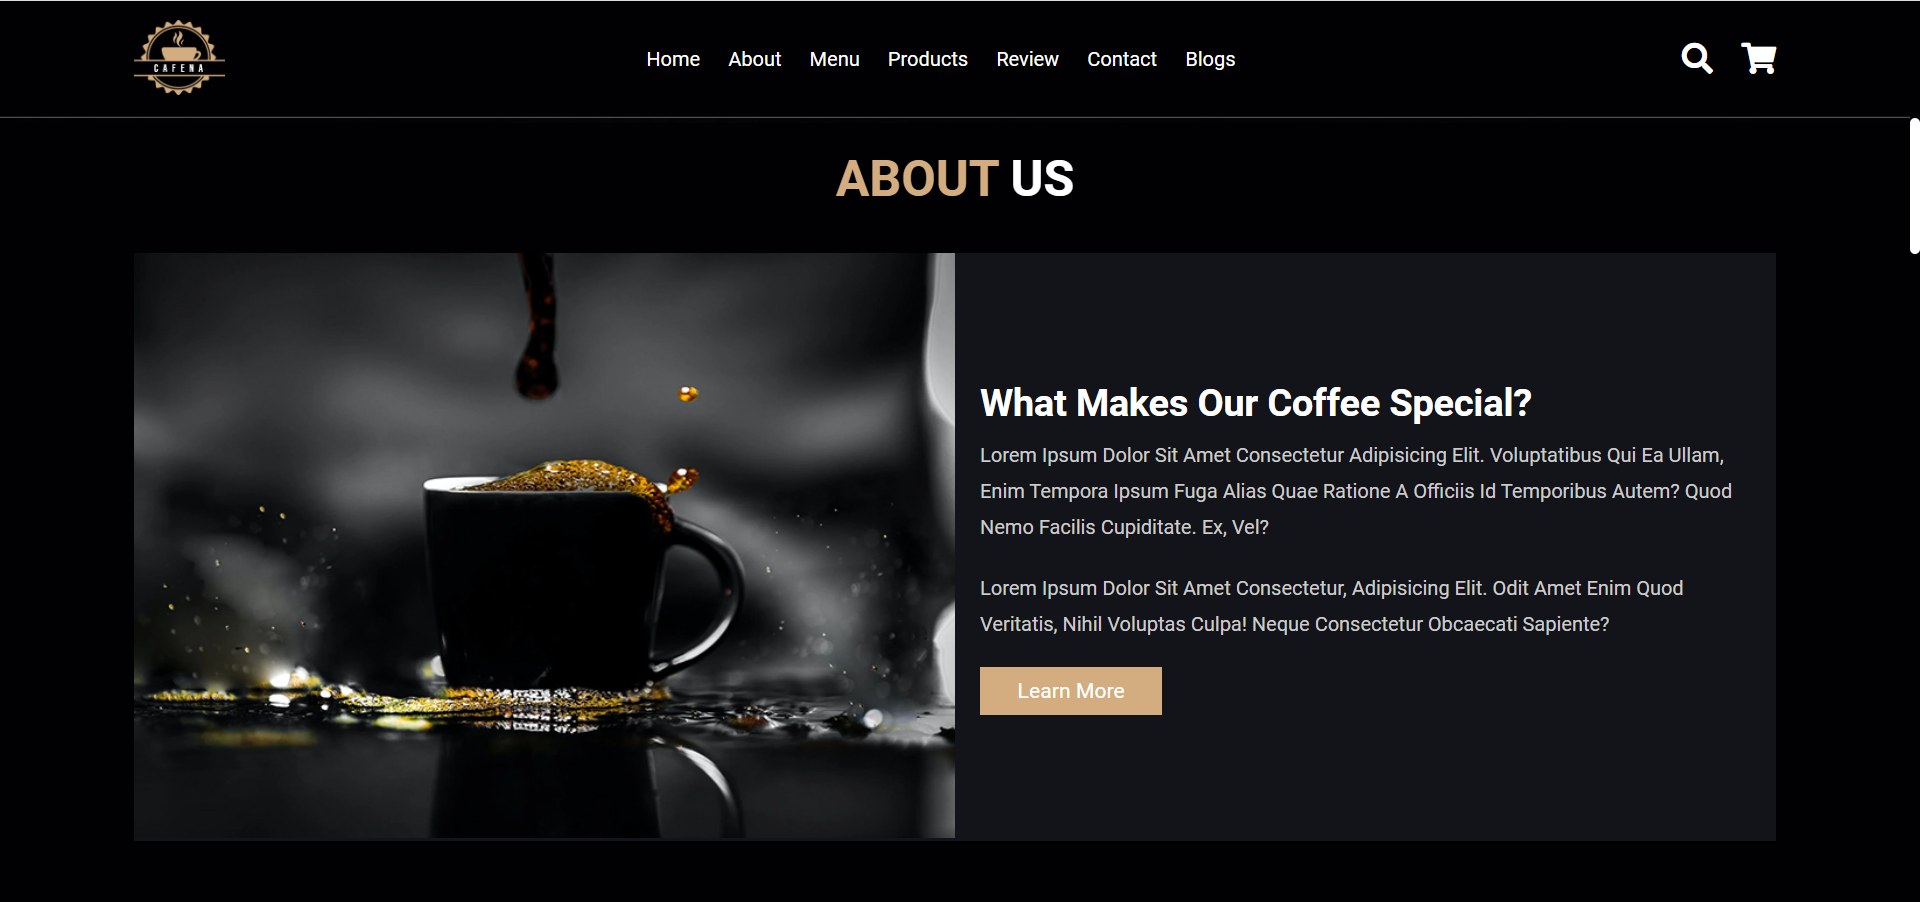 CAFENA
Home About Menu Products Review Contact Blogs
ABOUT US
What Makes Our Coffee Special?
Lorem Ipsum Dolor Sit Amet Consectetur Adipisicing Elit. Voluptatibus Qui Ea Ullam,
Enim Tempora Ipsum Fuga Alias Quae Ratione A Officiis Id Temporibus Autem? Quod
Nemo Facilis Cupiditate. Ex, Vel?
Lorem Ipsum Dolor Sit Amet Consectetur, Adipisicing Elit. Odit Amet Enim Quod
Veritatis, Nihil Voluptas Culpa! Neque Consectetur Obcaecati Sapiente?
Learn More